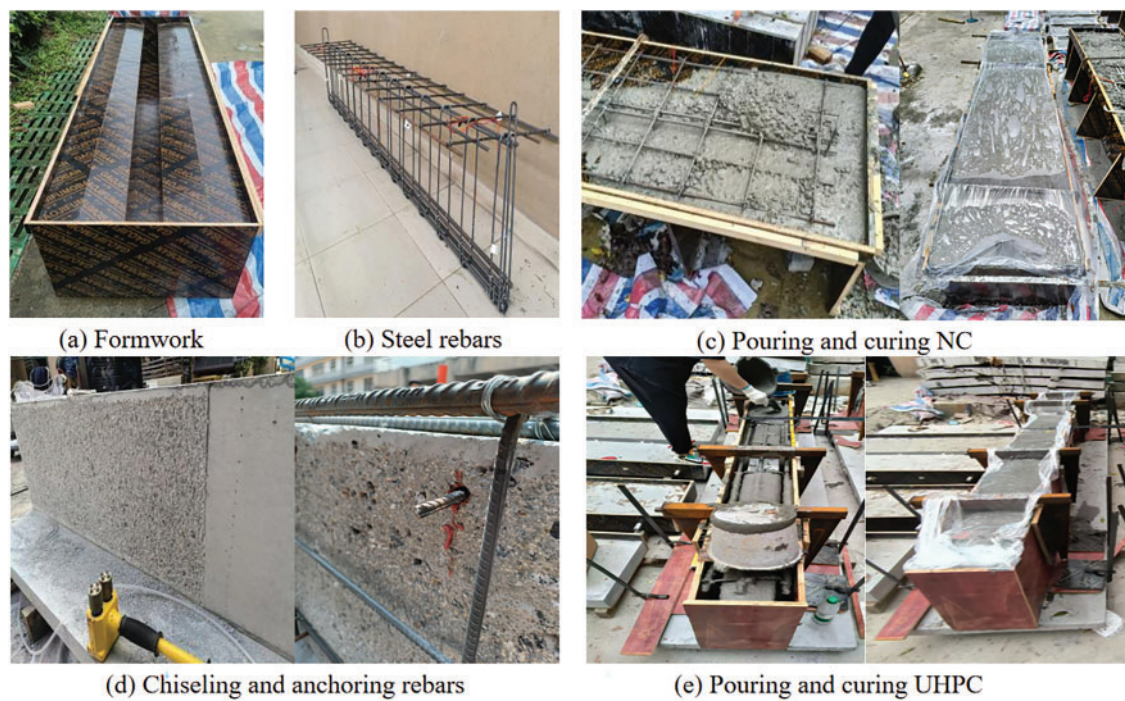 (a) Formwork
(b) Steel rebars
(c) Pouring and curing NC
(d) Chiseling and anchoring rebars
(e) Pouring and curing UHPC